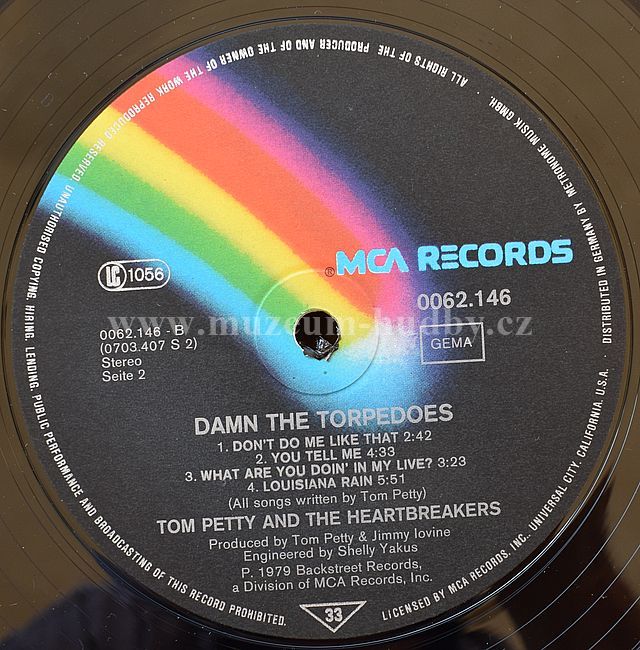 ALL RIGHTS OF THE PRODUCER AND OF THE OWNER OF THE WORK REPRODUCED RESERVED. UNAUTHORISED COPYING, HIRING, LENDING, PUBLIC PERFORMANCE AND BROADCASTING OF THIS RECORD PROHIBITED.
® MCA RECORDS
LC 1056
0062.146
www.muzeum-hudby.cz
0062.146 - B
(0703.407 S 2)
Stereo
Seite 2
GEMA
DAMN THE TORPEDOES
1. DON'T DO ME LIKE THAT 2:42
2. YOU TELL ME 4:33
3. WHAT ARE YOU DOIN' IN MY LIVE? 3:23
4. LOUISIANA RAIN 5:51
(All songs written by Tom Petty)
TOM PETTY AND THE HEARTBREAKERS
Produced by Tom Petty & Jimmy Iovine
Engineered by Shelly Yakus
P. 1979 Backstreet Records,
a Division of MCA Records, Inc.
33
LICENSED BY MCA RECORDS, INC. UNIVERSAL CITY, CALIFORNIA, U.S.A. · DISTRIBUTED IN GERMANY BY METRONOME MUSIK GMBH.